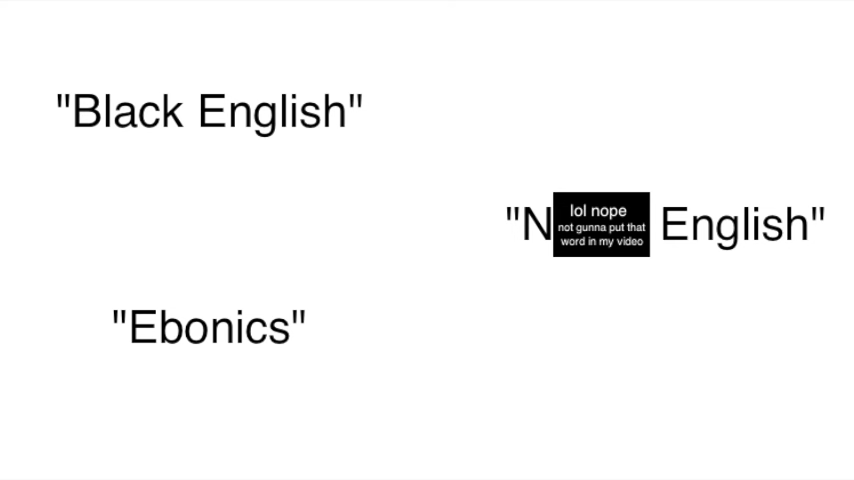 "Black English"
"N English"
lol nope
not gunna put that
word in my video
"Ebonics"